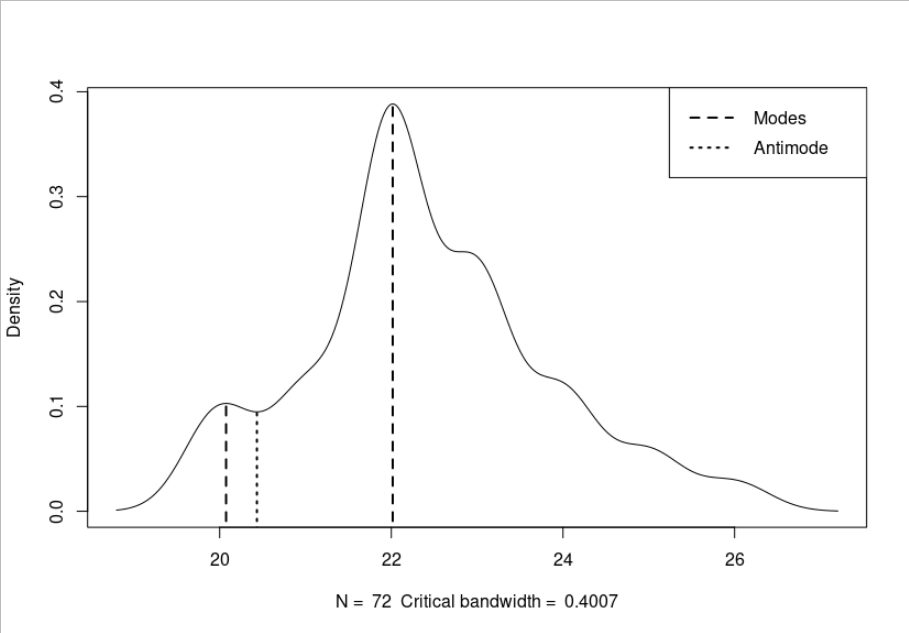 Modes
Antimode
Density
0.4
0.3
0.2
0.1
0.0
20 22 24 26
N = 72 Critical bandwidth = 0.4007